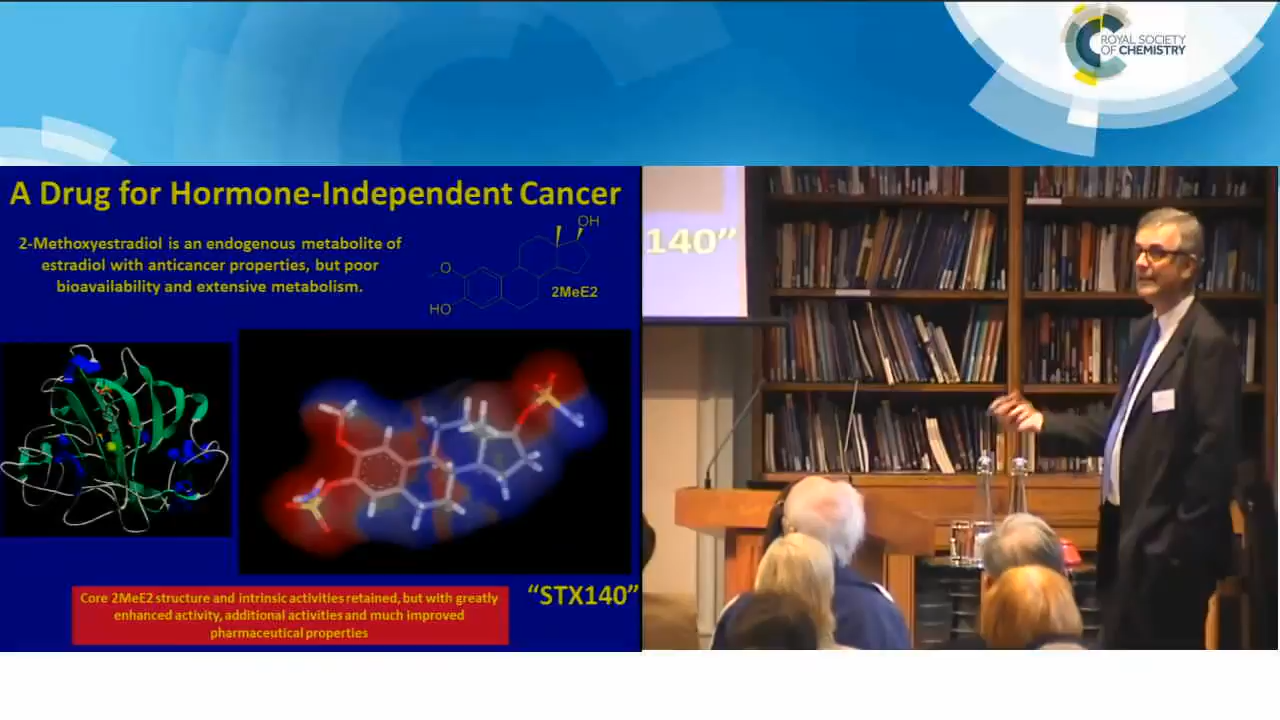 ROYAL SOCIETY
OF CHEMISTRY
A Drug for Hormone-Independent Cancer
2-Methoxyestradiol is an endogenous metabolite of
estradiol with anticancer properties, but poor
bioavailability and extensive metabolism.
OH
O
HO
2MeE2
"STX140"
Core 2MeE2 structure and intrinsic activities retained, but with greatly
enhanced activity, additional activities and much improved
pharmaceutical properties
140"